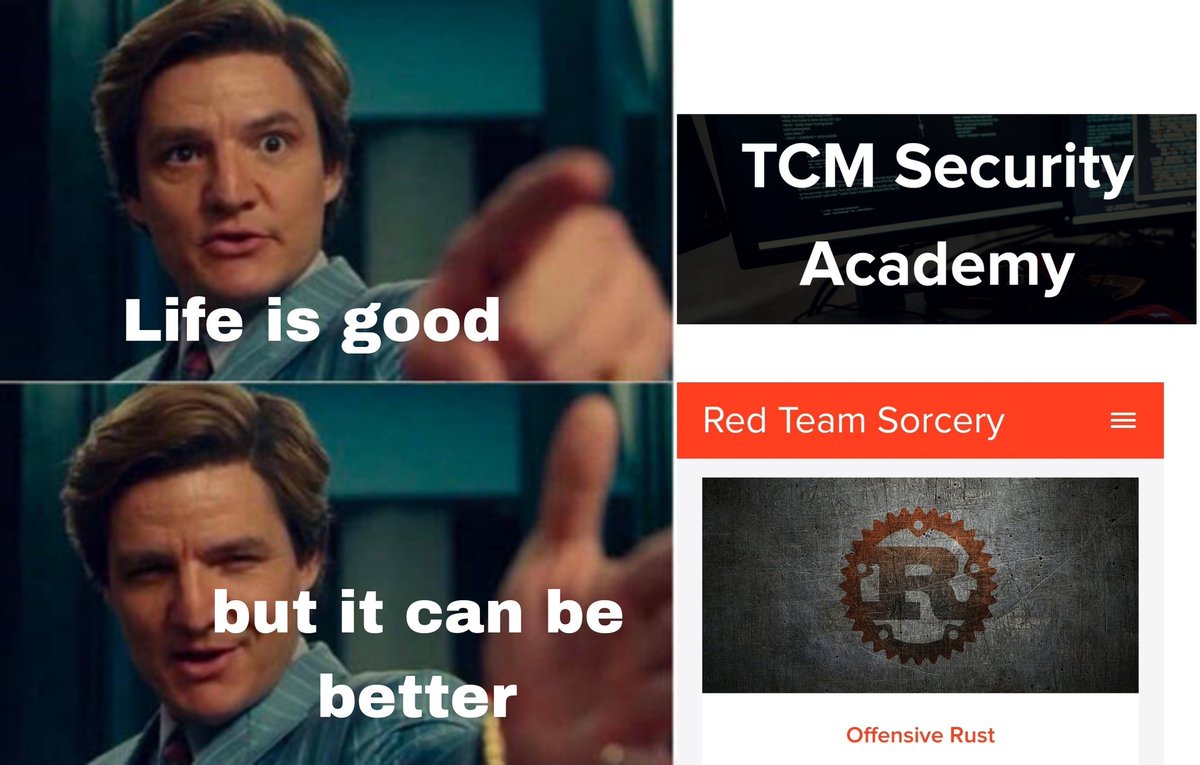 Life is good
TCM Security
Academy
but it can be
better
Red Team Sorcery
R
Offensive Rust